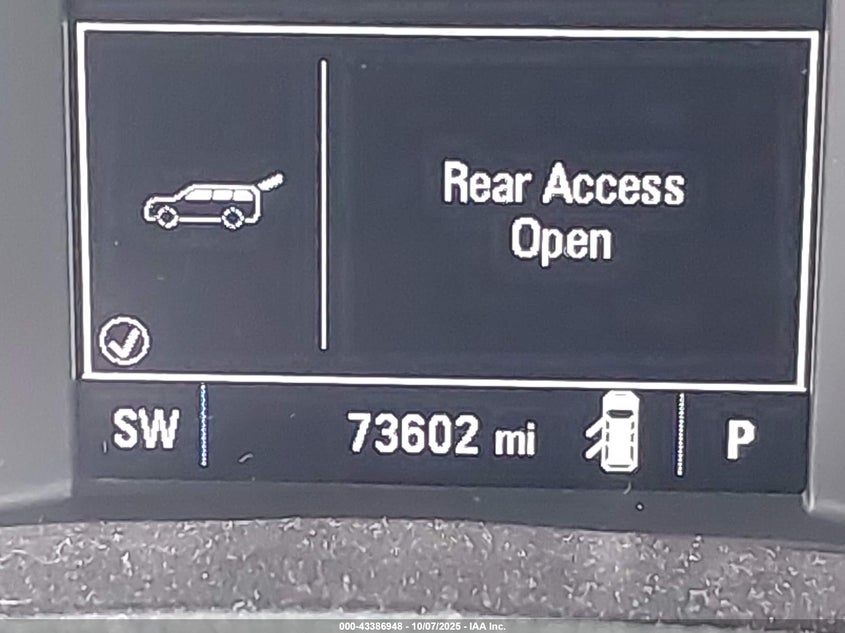 Rear Access
Open
SW 73602 mi P
000-43386948 - 10/07/2025 - IAA Inc.